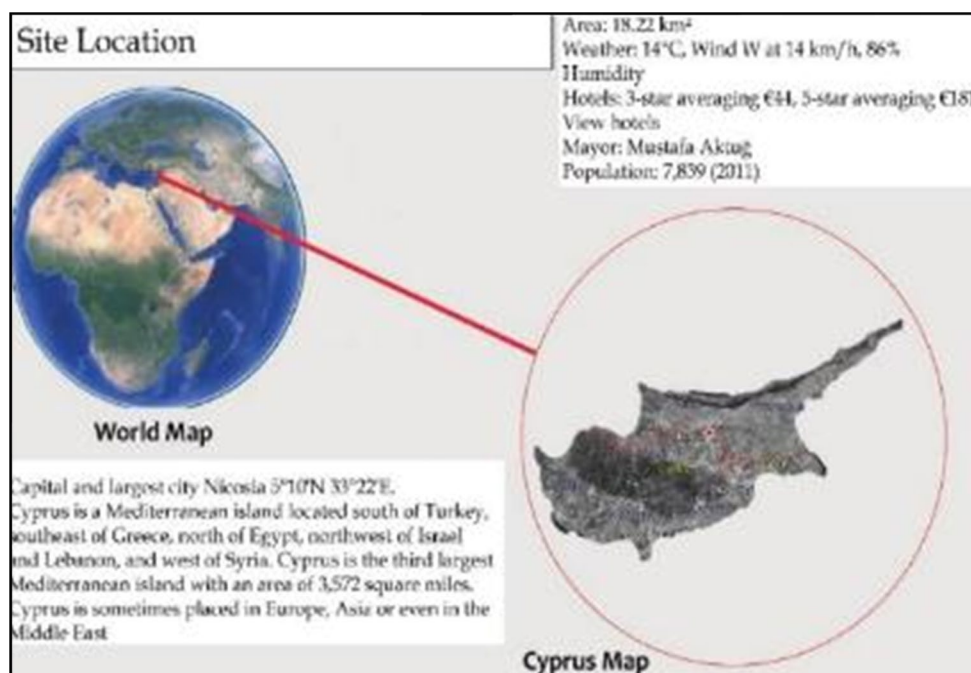 Site Location
Area: 18.22 km²
Weather: 14°C, Wind W at 14 km/h, 86%
Humidity
Hotels: 3-star averaging €44, 5-star averaging €187
View hotels
Mayor: Mustafa Aktuğ
Population: 7,839 (2011)
World Map
Capital and largest city Nicosia 5°10'N 33°22'E.
Cyprus is a Mediterranean island located south of Turkey,
southeast of Greece, north of Egypt, northwest of Israel
and Lebanon, and west of Syria. Cyprus is the third largest
Mediterranean island with an area of 3,572 square miles.
Cyprus is sometimes placed in Europe, Asia or even in the
Middle East
Cyprus Map